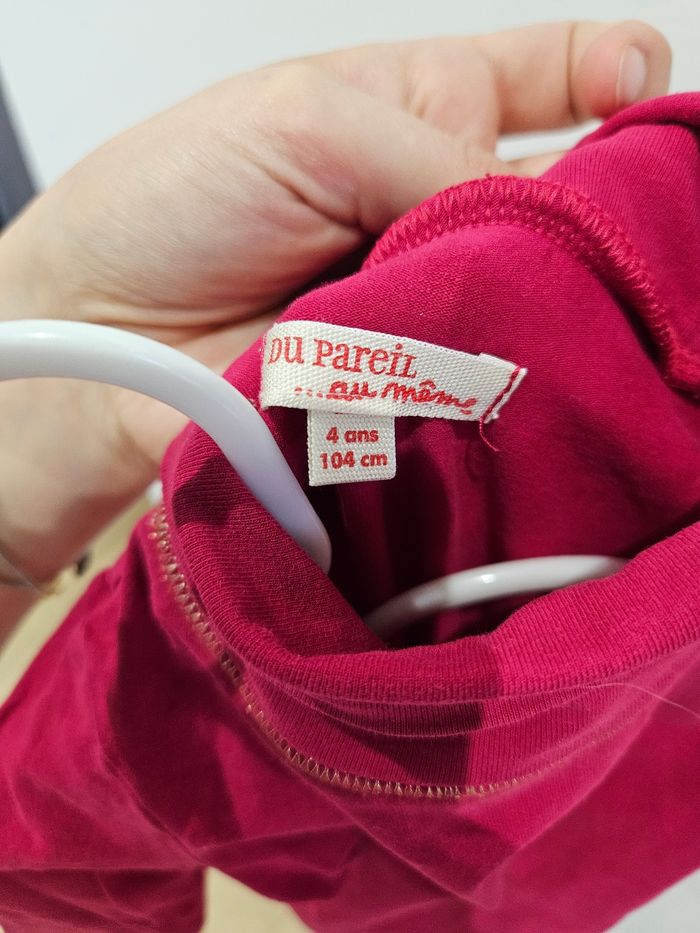 DU PareiL
...au même
4 ans
104 cm